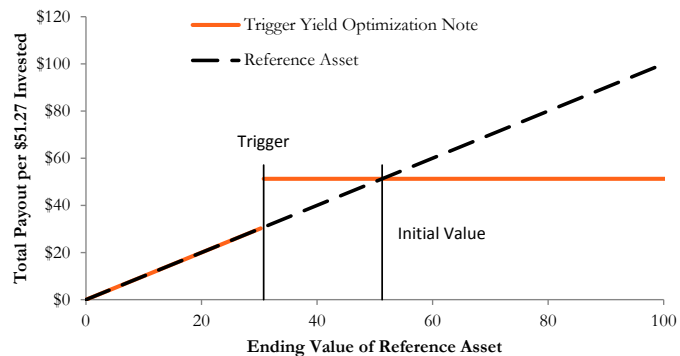 $120
Trigger Yield Optimization Note
Reference Asset
$100
$80
$60
$40
$20
$0
Total Payout per $51.27 Invested
Trigger
Initial Value
0 20 40 60 80 100
Ending Value of Reference Asset